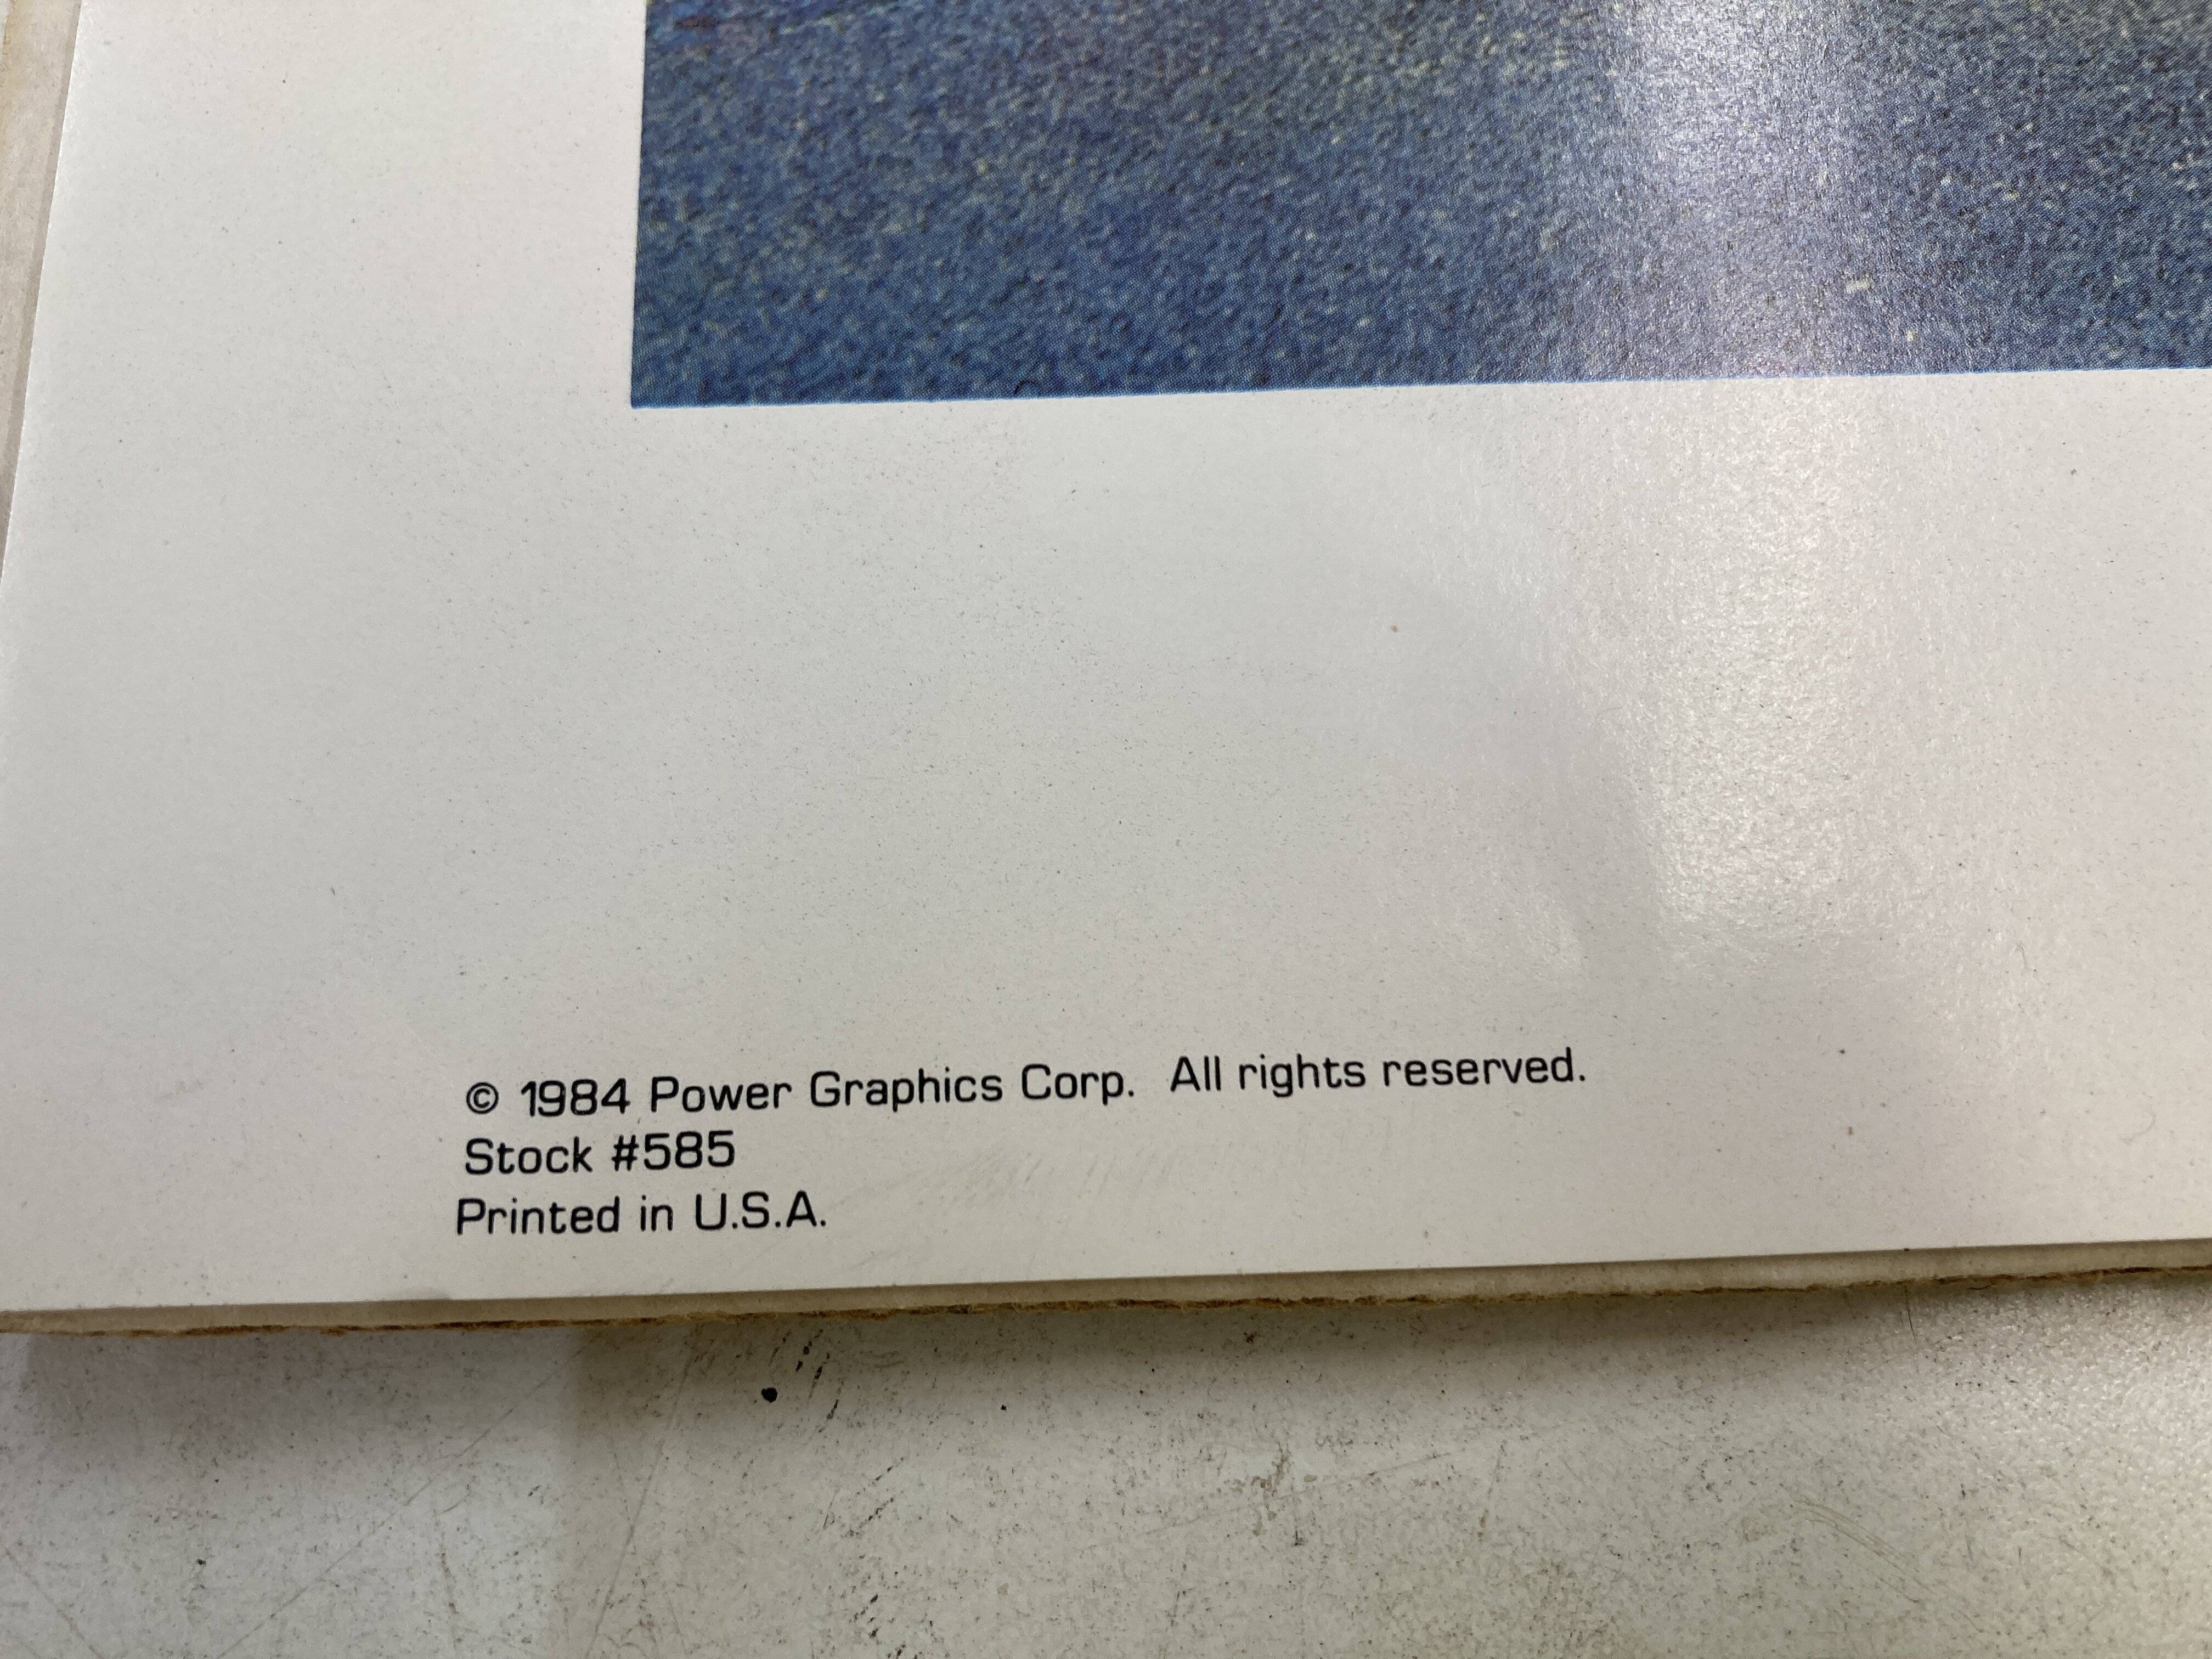 © 1984 Power Graphics Corp. All rights reserved.
Stock #585
Printed in U.S.A.